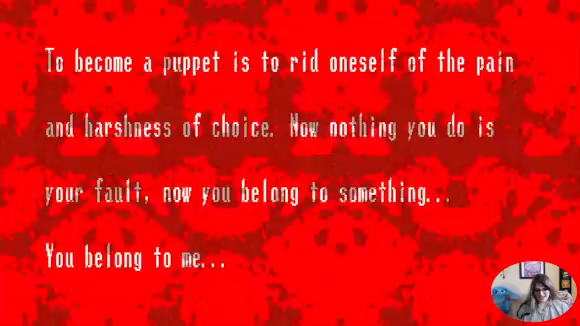 To become a puppet is to rid oneself of the pain
and harshness of choice. Now nothing you do is
your fault, now you belong to something...
You belong to me...